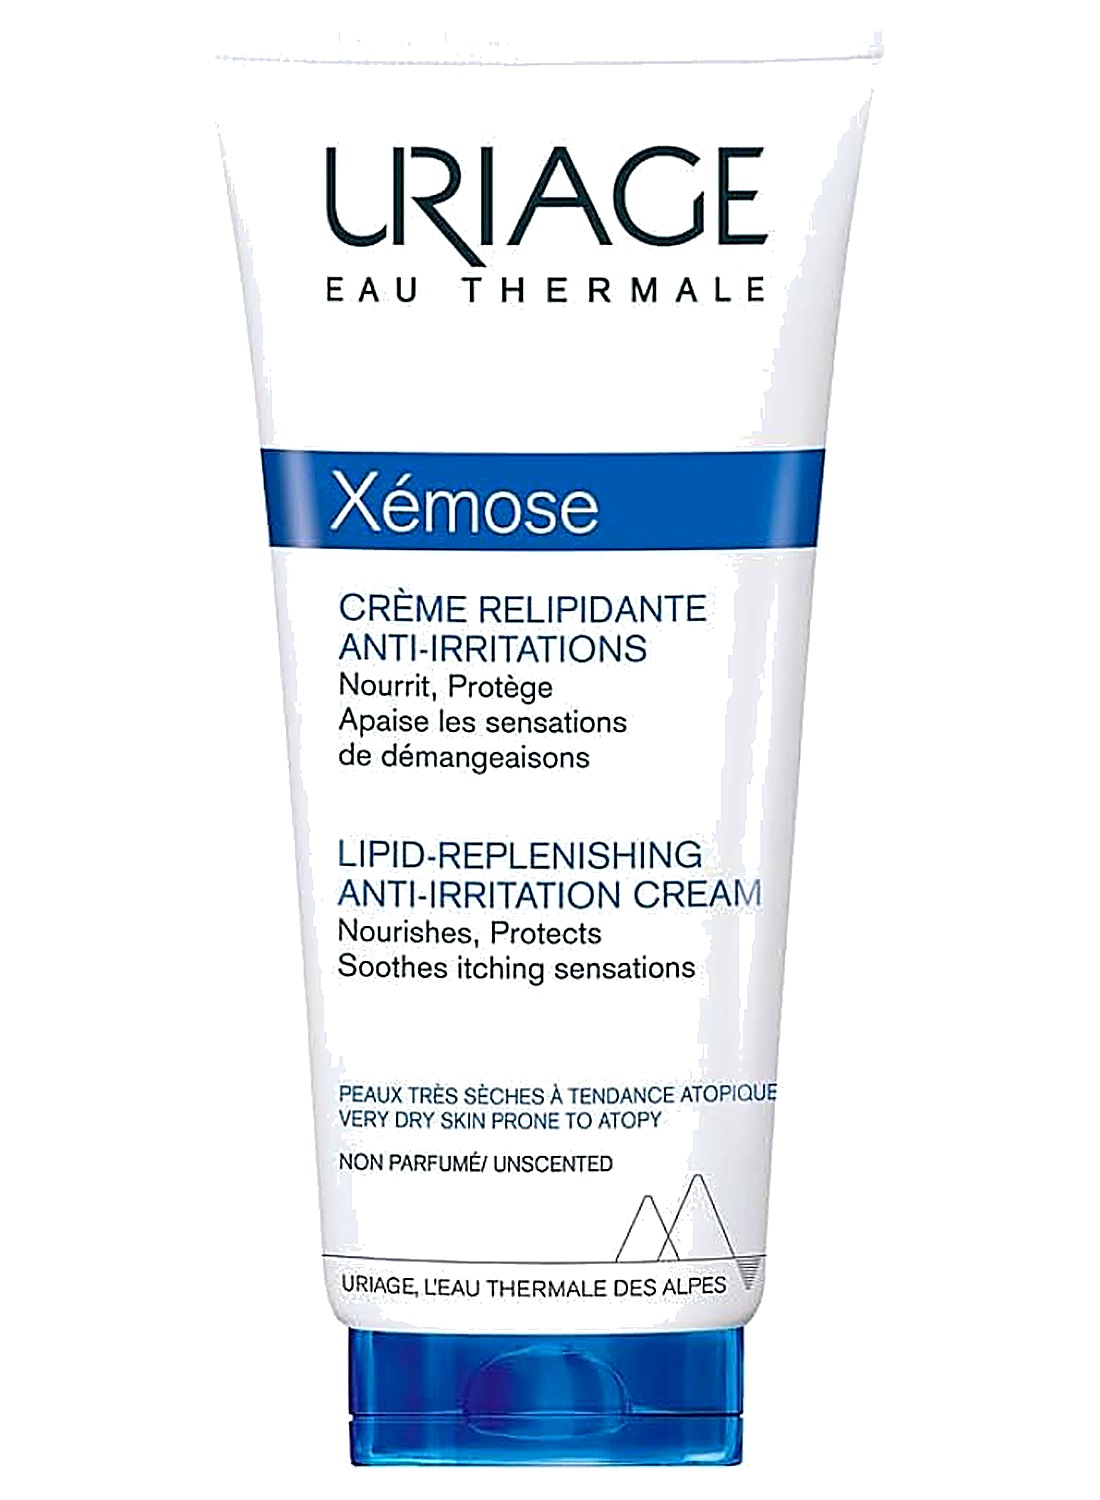 URIAGE
EAU THERMALE
Xémose
CRÈME RELIPIDANTE
ANTI-IRRITATIONS
Nourrit, Protège
Apaise les sensations
de démangeaisons
LIPID-REPLENISHING
ANTI-IRRITATION CREAM
Nourishes, Protects
Soothes itching sensations
PEAUX TRÈS SÈCHES À TENDANCE ATOPIQUE
VERY DRY SKIN PRONE TO ATOPY
NON PARFUMÉ/ UNSCENTED
URIAGE, L'EAU THERMALE DES ALPES